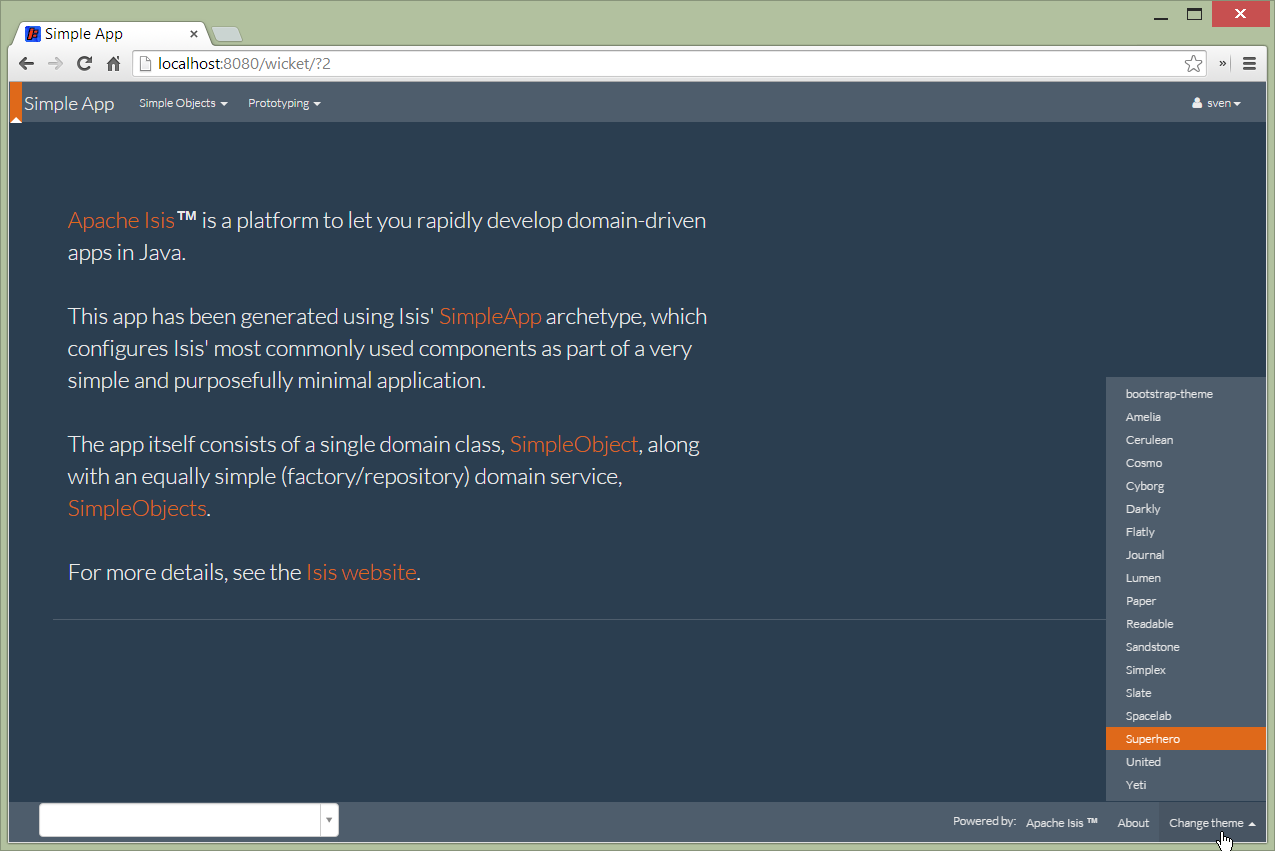 Simple App
localhost:8080/wicket/?2
Simple App Simple Objects Prototyping sven
Apache Isis™ is a platform to let you rapidly develop domain-driven
apps in Java.
This app has been generated using Isis' SimpleApp archetype, which
configures Isis' most commonly used components as part of a very
simple and purposefully minimal application.
The app itself consists of a single domain class, SimpleObject, along
with an equally simple (factory/repository) domain service,
SimpleObjects.
For more details, see the Isis website.
bootstrap-theme
Amelia
Cerulean
Cosmo
Cyborg
Darkly
Flatly
Journal
Lumen
Paper
Readable
Sandstone
Simplex
Slate
Spacelab
Superhero
United
Yeti
Powered by: Apache Isis ™ About Change theme